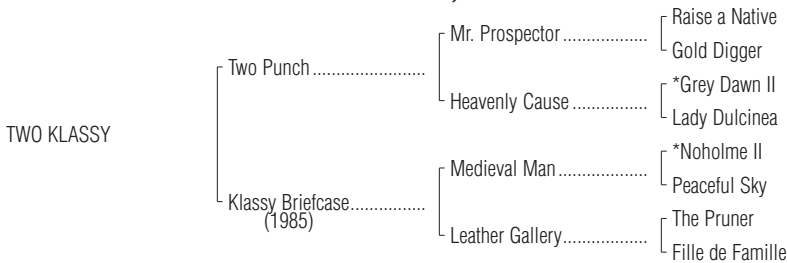 Raise a Native
Mr. Prospector ...................
Gold Digger
Two Punch .........................
*Grey Dawn II
Heavenly Cause .................
Lady Dulcinea
TWO KLASSY
*Noholme II
Medieval Man ....................
Peaceful Sky
Klassy Briefcase .................
(1985)
The Pruner
Leather Gallery ...................
Fille de Famille